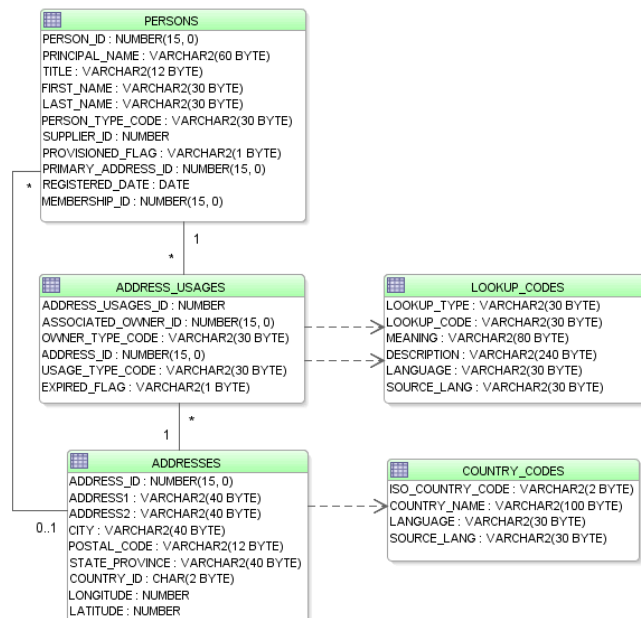 PERSONS
PERSON_ID : NUMBER(15, 0)
PRINCIPAL_NAME : VARCHAR2(60 BYTE)
TITLE : VARCHAR2(12 BYTE)
FIRST_NAME : VARCHAR2(30 BYTE)
LAST_NAME : VARCHAR2(30 BYTE)
PERSON_TYPE_CODE : VARCHAR2(30 BYTE)
SUPPLIER_ID : NUMBER
PROVISIONED_FLAG : VARCHAR2(1 BYTE)
PRIMARY_ADDRESS_ID : NUMBER(15, 0)
REGISTERED_DATE : DATE
MEMBERSHIP_ID : NUMBER(15, 0)
*
1
*
ADDRESS_USAGES
ADDRESS_USAGES_ID : NUMBER
ASSOCIATED_OWNER_ID : NUMBER(15, 0)
OWNER_TYPE_CODE : VARCHAR2(30 BYTE)
ADDRESS_ID : NUMBER(15, 0)
USAGE_TYPE_CODE : VARCHAR2(30 BYTE)
EXPIRED_FLAG : VARCHAR2(1 BYTE)
LOOKUP_CODES
LOOKUP_TYPE : VARCHAR2(30 BYTE)
LOOKUP_CODE : VARCHAR2(30 BYTE)
MEANING : VARCHAR2(80 BYTE)
DESCRIPTION : VARCHAR2(240 BYTE)
LANGUAGE : VARCHAR2(30 BYTE)
SOURCE_LANG : VARCHAR2(30 BYTE)
*
1
ADDRESSES
ADDRESS_ID : NUMBER(15, 0)
ADDRESS1 : VARCHAR2(40 BYTE)
ADDRESS2 : VARCHAR2(40 BYTE)
CITY : VARCHAR2(40 BYTE)
POSTAL_CODE : VARCHAR2(12 BYTE)
STATE_PROVINCE : VARCHAR2(40 BYTE)
COUNTRY_ID : CHAR(2 BYTE)
LONGITUDE : NUMBER
LATITUDE : NUMBER
0..1
COUNTRY_CODES
ISO_COUNTRY_CODE : VARCHAR2(2 BYTE)
COUNTRY_NAME : VARCHAR2(100 BYTE)
LANGUAGE : VARCHAR2(30 BYTE)
SOURCE_LANG : VARCHAR2(30 BYTE)